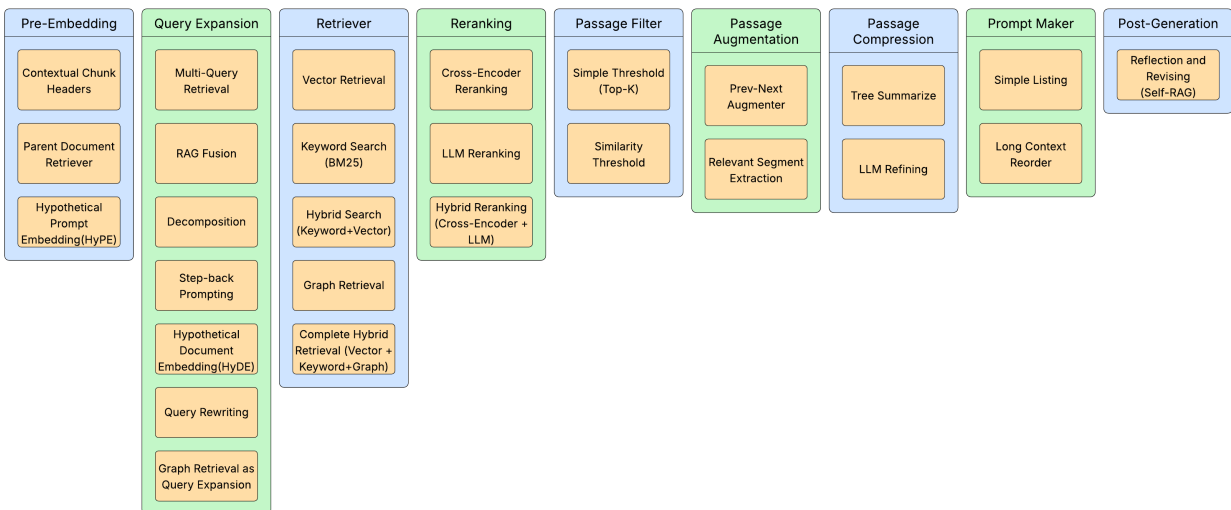 Pre-Embedding
Contextual Chunk
Headers
Parent Document
Retriever
Hypothetical
Prompt
Embedding(HyPE)
Query Expansion
Multi-Query
Retrieval
RAG Fusion
Decomposition
Step-back
Prompting
Hypothetical
Document
Embedding(HyDE)
Query Rewriting
Graph Retrieval as
Query Expansion
Retriever
Vector Retrieval
Keyword Search
(BM25)
Hybrid Search
(Keyword+Vector)
Graph Retrieval
Complete Hybrid
Retrieval (Vector +
Keyword+Graph)
Reranking
Cross-Encoder
Reranking
LLM Reranking
Hybrid Reranking
(Cross-Encoder +
LLM)
Passage Filter
Simple Threshold
(Top-K)
Similarity
Threshold
Passage
Augmentation
Prev-Next
Augmenter
Relevant Segment
Extraction
Passage
Compression
Tree Summarize
LLM Refining
Prompt Maker
Simple Listing
Long Context
Reorder
Post-Generation
Reflection and
Revising
(Self-RAG)